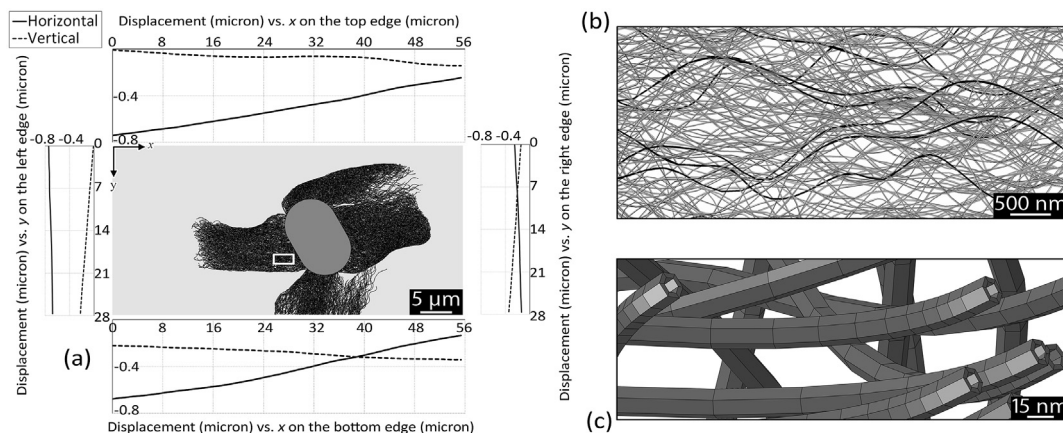 Horizontal
Vertical
Displacement (micron) vs. x on the top edge (micron)
0 8 16 24 32 40 48 56
-0.4
-0.8
Displacement (micron) vs. y on the left edge (micron)
-0.8 -0.4 0
7
14
21
28
x
y
5 μm
-0.8 -0.4 0
7
14
21
28
Displacement (micron) vs. y on the right edge (micron)
(a)
0 8 16 24 32 40 48 56
-0.4
-0.8
Displacement (micron) vs. x on the bottom edge (micron)
(b)
500 nm
(c)
15 nm